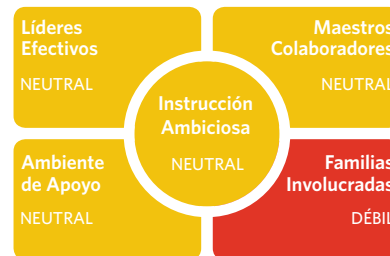 Líderes
Efectivos
NEUTRAL
Maestros
Colaboradores
NEUTRAL
Instrucción
Ambiciosa
NEUTRAL
Ambiente
de Apoyo
NEUTRAL
Familias
Involucradas
DÉBIL